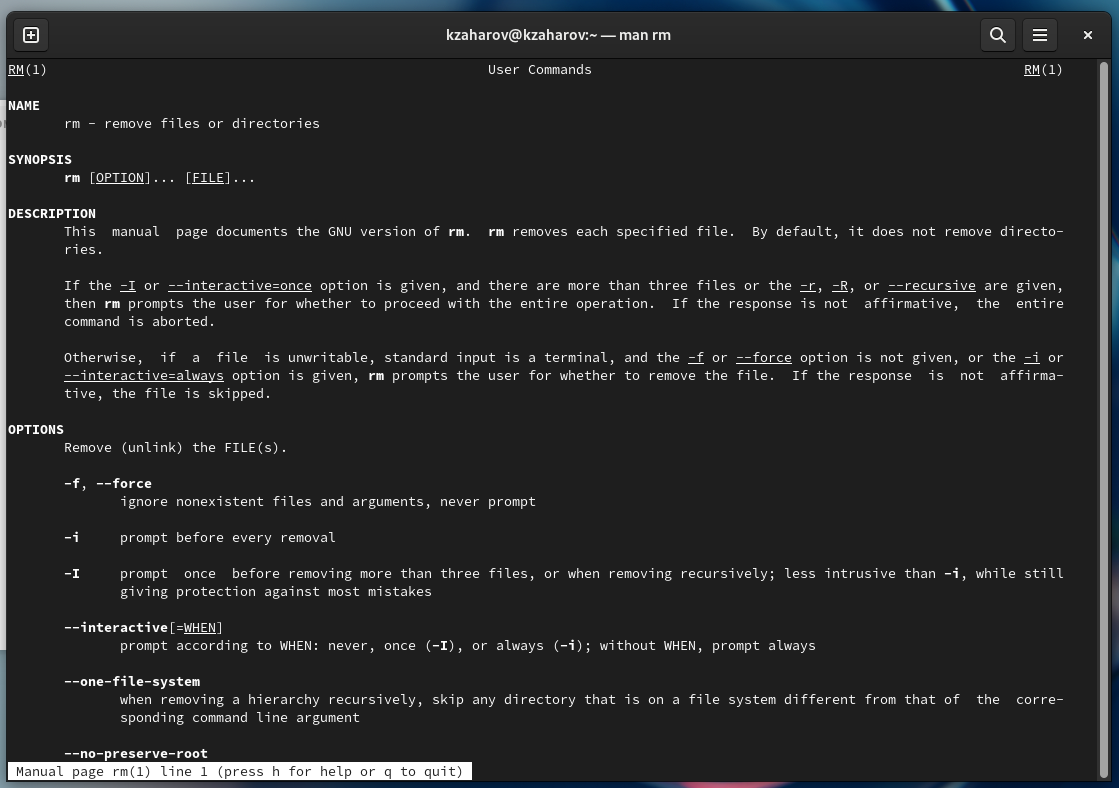 kzaharov@kzaharov:~ — man rm
RM(1) User Commands RM(1)
NAME
rm - remove files or directories
SYNOPSIS
rm [OPTION]... [FILE]...
DESCRIPTION
This manual page documents the GNU version of rm. rm removes each specified file. By default, it does not remove directo-
ries.
If the -I or --interactive=once option is given, and there are more than three files or the -r, -R, or --recursive are given,
then rm prompts the user for whether to proceed with the entire operation. If the response is not affirmative, the entire
command is aborted.
Otherwise, if a file is unwritable, standard input is a terminal, and the -f or --force option is not given, or the -i or
--interactive=always option is given, rm prompts the user for whether to remove the file. If the response is not affirma-
tive, the file is skipped.
OPTIONS
Remove (unlink) the FILE(s).
-f, --force
ignore nonexistent files and arguments, never prompt
-i prompt before every removal
-I prompt once before removing more than three files, or when removing recursively; less intrusive than -i, while still
giving protection against most mistakes
--interactive[=WHEN]
prompt according to WHEN: never, once (-I), or always (-i); without WHEN, prompt always
--one-file-system
when removing a hierarchy recursively, skip any directory that is on a file system different from that of the corre-
sponding command line argument
--no-preserve-root
Manual page rm(1) line 1 (press h for help or q to quit)